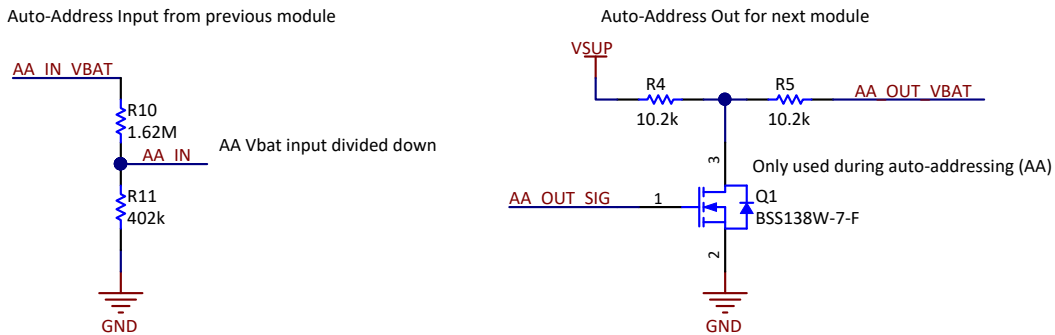 Auto-Address Input from previous module
AA_IN_VBAT
R10
1.62M
AA_IN
AA Vbat input divided down
R11
402k
GND
Auto-Address Out for next module
VSUP
R4
10.2k
R5
10.2k
AA_OUT_VBAT
3
Only used during auto-addressing (AA)
AA_OUT_SIG
1
Q1
BSS138W-7-F
2
GND